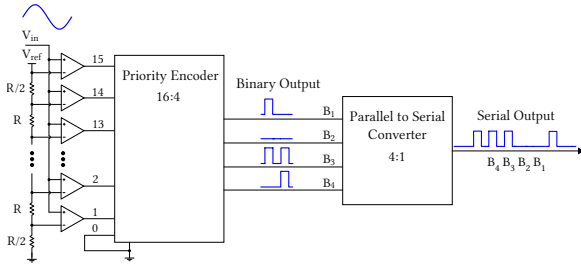 V_in
V_ref
R/2
R
R
R/2
15
14
13
2
1
0
Priority Encoder
16:4
Binary Output
B_1
B_2
B_3
B_4
Parallel to Serial
Converter
4:1
Serial Output
B_4 B_3 B_2 B_1